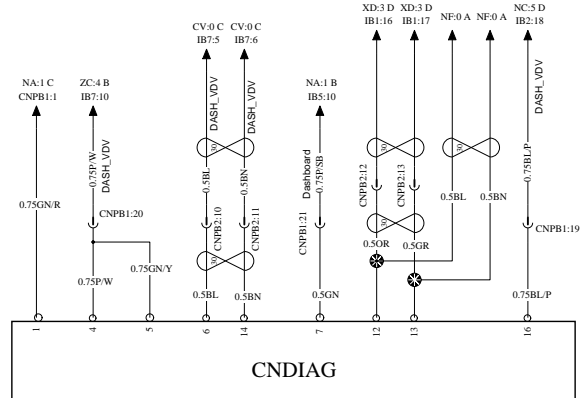 XD:3 D
IB1:16
XD:3 D
IB1:17
NF:0 A
NF:0 A
NC:5 D
IB2:18
CV:0 C
IB7:5
CV:0 C
IB7:6
NA:1 C
CNPB1:1
ZC:4 B
IB7:10
NA:1 B
IB5:10
DASH_VDV
DASH_VDV
DASH_VDV
DASH_VDV
0.75P/W
30
0.5BL
0.5BN
Dashboard
0.75P/SB
30
0.75BL/P
CNPB2:12
CNPB2:13
0.5BL
0.5BN
0.75GN/R
CNPB1:20
CNPB2:10
CNPB2:11
CNPB1:21
30
CNPB1:19
30
0.5OR
0.5GR
0.75P/W
0.75GN/Y
0.5BL
0.5BN
0.5GN
0.75BL/P
1
4
5
6
14
7
12
13
16
CNDIAG